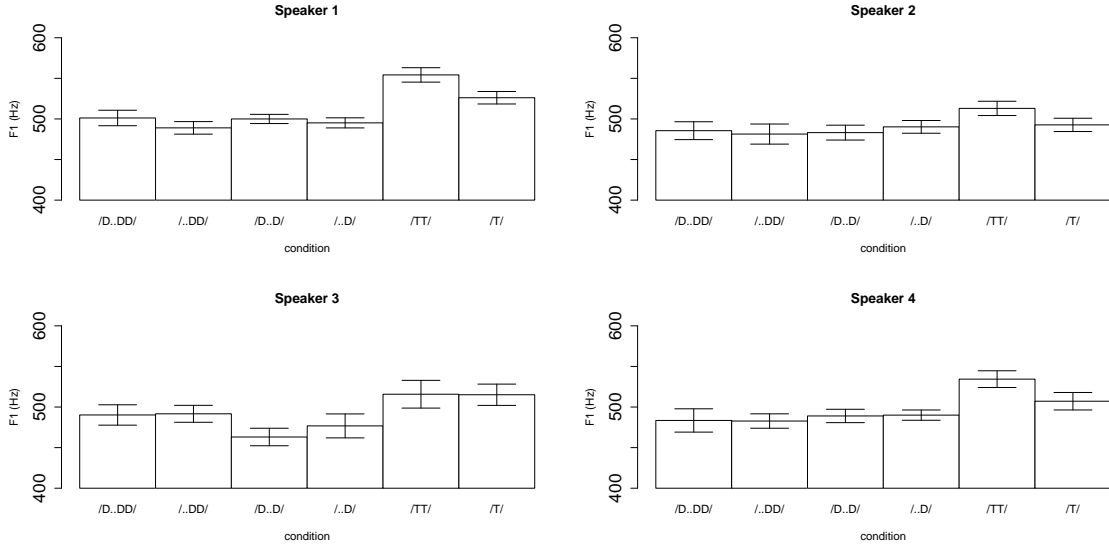 Speaker 1
F1 (Hz)
600
500
400
/D..DD/ /..DD/ /D..D/ /..D/ /TT/ /T/
condition
Speaker 2
F1 (Hz)
600
500
400
/D..DD/ /..DD/ /D..D/ /..D/ /TT/ /T/
condition
Speaker 3
F1 (Hz)
600
500
400
/D..DD/ /..DD/ /D..D/ /..D/ /TT/ /T/
condition
Speaker 4
F1 (Hz)
600
500
400
/D..DD/ /..DD/ /D..D/ /..D/ /TT/ /T/
condition